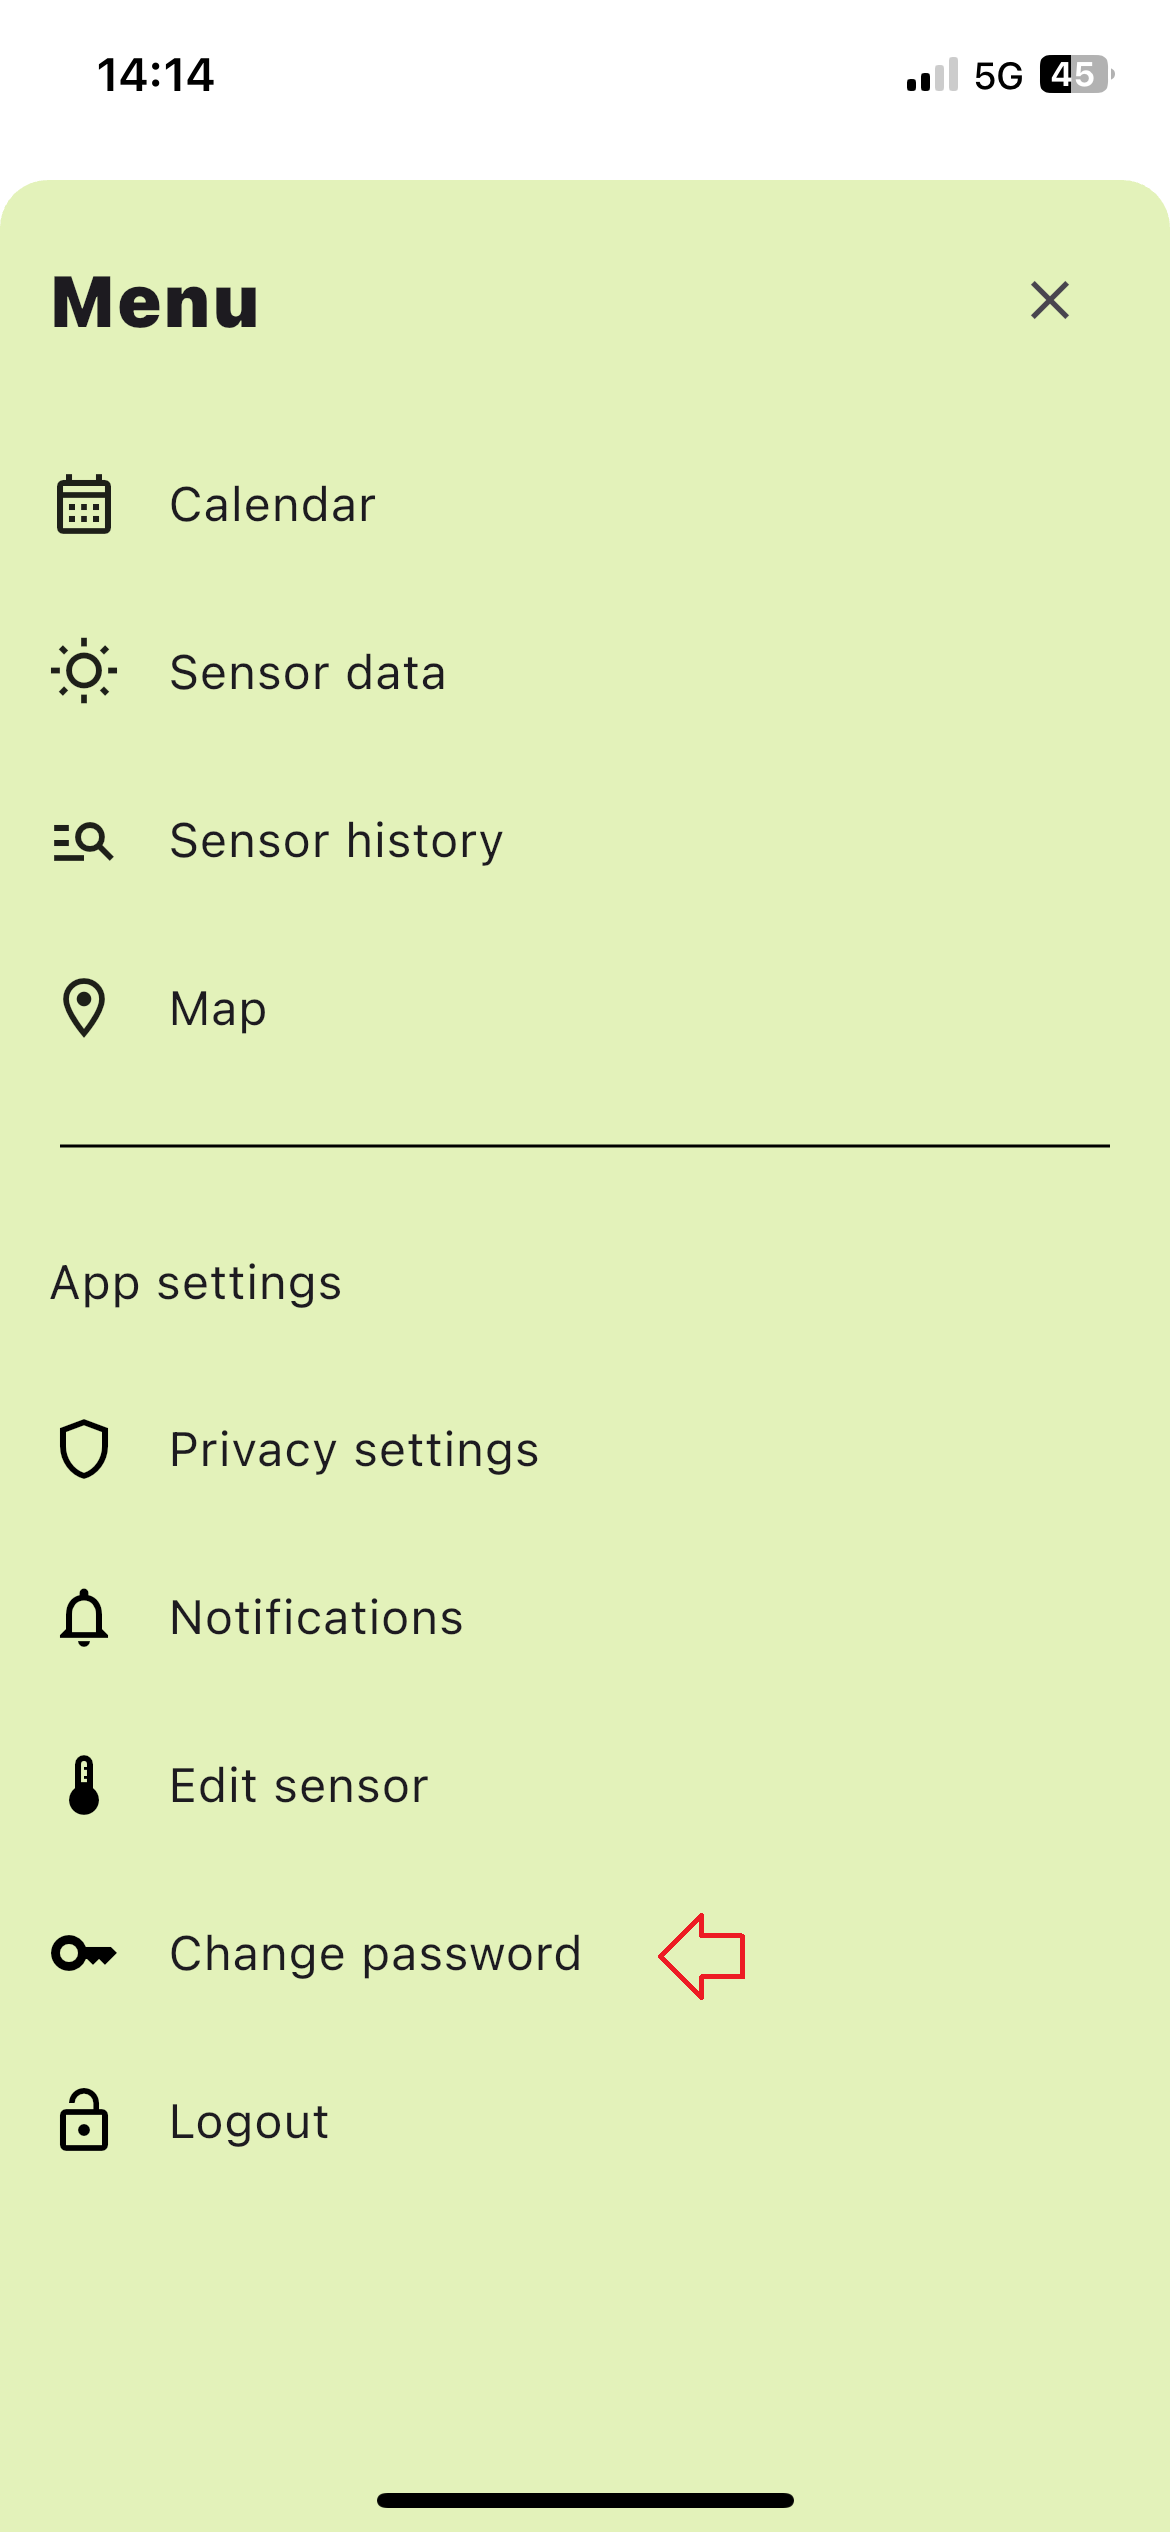 14:14
5G 45
Menu
Calendar
Sensor data
Sensor history
Map
App settings
Privacy settings
Notifications
Edit sensor
Change password
Logout